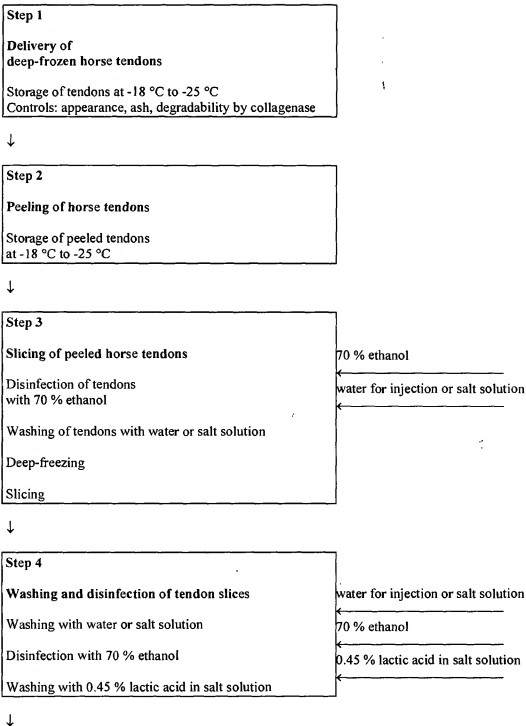 Step 1
Delivery of
deep-frozen horse tendons
Storage of tendons at -18 °C to -25 °C
Controls: appearance, ash, degradability by collagenase
↓
Step 2
Peeling of horse tendons
Storage of peeled tendons
at -18 °C to -25 °C
↓
Step 3
Slicing of peeled horse tendons
70 % ethanol
Disinfection of tendons
with 70 % ethanol
water for injection or salt solution
Washing of tendons with water or salt solution
Deep-freezing
Slicing
↓
Step 4
Washing and disinfection of tendon slices
water for injection or salt solution
Washing with water or salt solution
70 % ethanol
Disinfection with 70 % ethanol
0.45 % lactic acid in salt solution
Washing with 0.45 % lactic acid in salt solution
↓